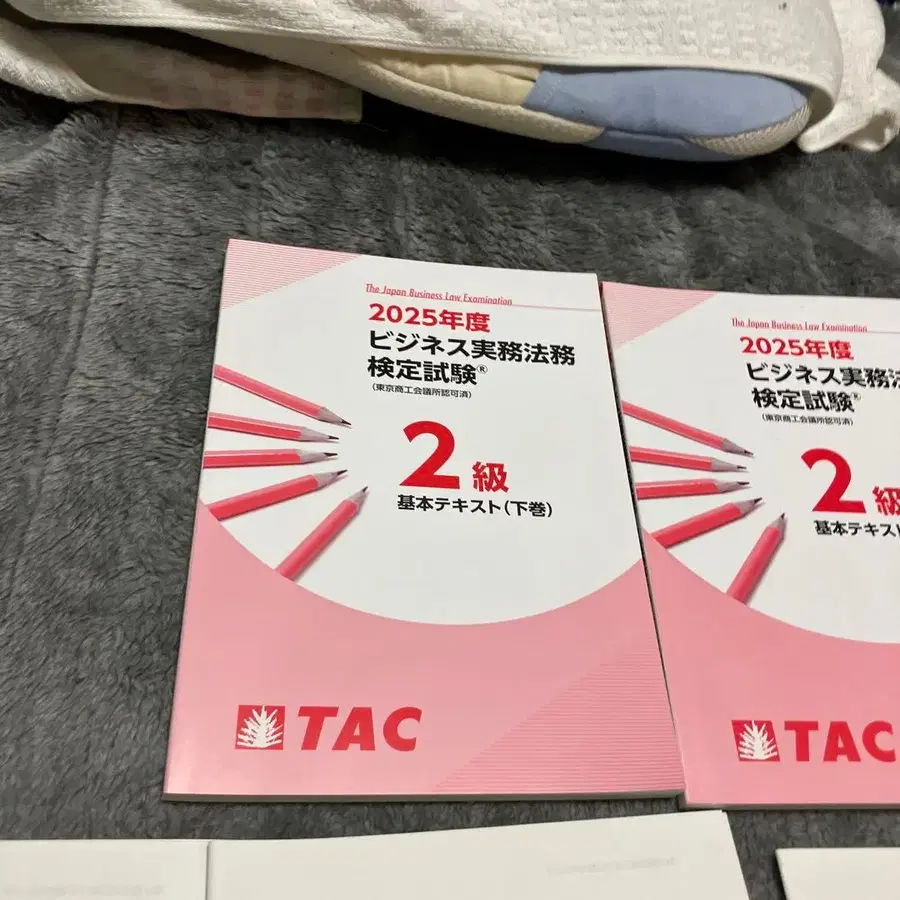 The Japan Business Law Examination
2025年度
ビジネス実務法務
検定試験®
(東京商工会議所認可済)
2級
基本テキスト(下巻)
TAC
The Japan Business Law Examination
2025年度
ビジネス実務法
検定試験®
(東京商工会議所認可済)
2級
基本テキスト
TAC